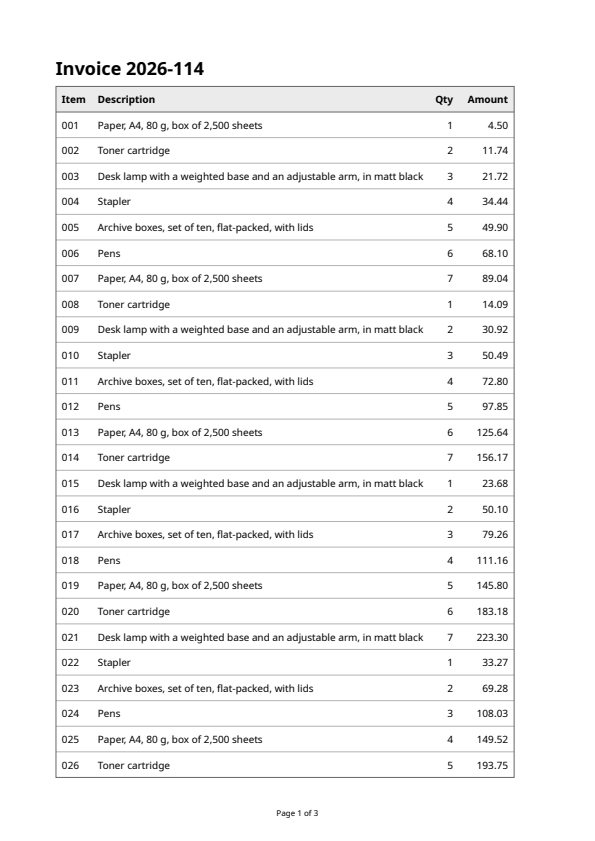 Invoice 2026-114
Item Description Qty Amount
001 Paper, A4, 80 g, box of 2,500 sheets 1 4.50
002 Toner cartridge 2 11.74
003 Desk lamp with a weighted base and an adjustable arm, in matt black 3 21.72
004 Stapler 4 34.44
005 Archive boxes, set of ten, flat-packed, with lids 5 49.90
006 Pens 6 68.10
007 Paper, A4, 80 g, box of 2,500 sheets 7 89.04
008 Toner cartridge 1 14.09
009 Desk lamp with a weighted base and an adjustable arm, in matt black 2 30.92
010 Stapler 3 50.49
011 Archive boxes, set of ten, flat-packed, with lids 4 72.80
012 Pens 5 97.85
013 Paper, A4, 80 g, box of 2,500 sheets 6 125.64
014 Toner cartridge 7 156.17
015 Desk lamp with a weighted base and an adjustable arm, in matt black 1 23.68
016 Stapler 2 50.10
017 Archive boxes, set of ten, flat-packed, with lids 3 79.26
018 Pens 4 111.16
019 Paper, A4, 80 g, box of 2,500 sheets 5 145.80
020 Toner cartridge 6 183.18
021 Desk lamp with a weighted base and an adjustable arm, in matt black 7 223.30
022 Stapler 1 33.27
023 Archive boxes, set of ten, flat-packed, with lids 2 69.28
024 Pens 3 108.03
025 Paper, A4, 80 g, box of 2,500 sheets 4 149.52
026 Toner cartridge 5 193.75
Page 1 of 3